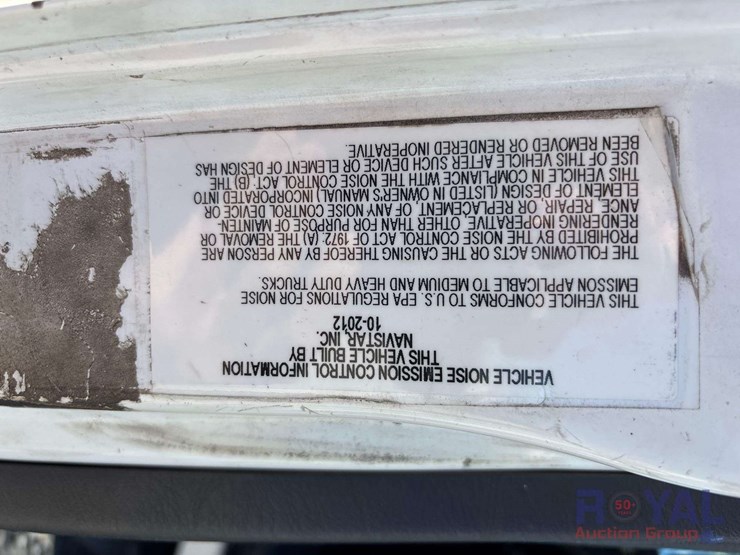 VEHICLE NOISE EMISSION CONTROL INFORMATION
THIS VEHICLE BUILT BY
NAVISTAR, INC.
10-2012
THIS VEHICLE CONFORMS TO U.S. EPA REGULATIONS FOR NOISE
EMISSON APPLICABLE TO MEDIUM AND HEAVY DUTY TRUCKS.
THE FOLLOWING ACTS OR THE CAUSING THEREOF BY ANY PERSON ARE
PROHIBITED BY THE NOISE CONTROL ACT OF 1972: (A) THE REMOVAL OR
RENDERING INOPERATIVE, OTHER THAN FOR PURPOSE OF MAINTEN-
ANCE, REPAIR, OR REPLACEMENT, OF ANY NOISE CONTROL DEVICE OR
ELEMENT OF DESIGN (LISTED IN OWNER'S MANUAL) INCORPORATED INTO
THIS VEHICLE IN COMPLIANCE WITH THE NOISE CONTROL ACT. (B) THE
USE OF THIS VEHICLE AFTER SUCH DEVICE OR ELEMENT OF DESIGN HAS
BEEN REMOVED OR RENDERED INOPERATIVE.
50+
ROYAL
Auction Group